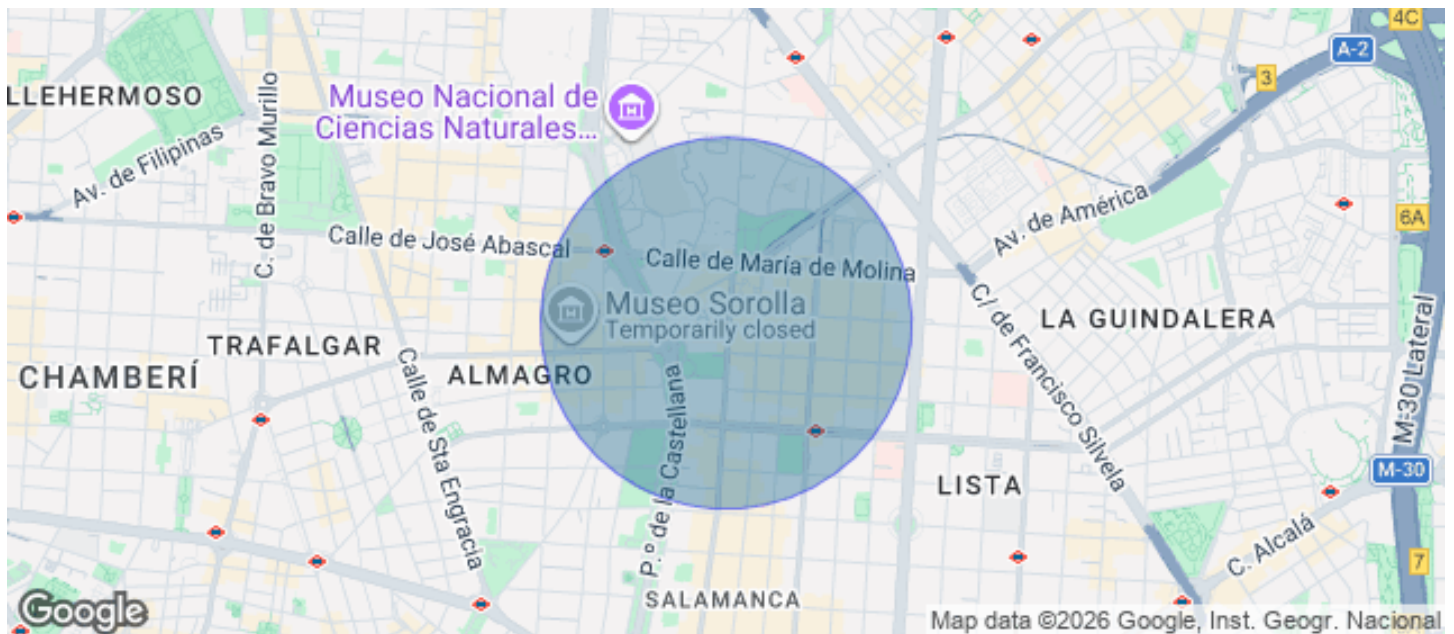 4C
A-2
3
LLEHERMOSO
Museo Nacional de
Ciencias Naturales...
Av. de Filipinas
C. de Bravo Murillo
Calle de José Abascal
Calle de María de Molina
Av. de América
6A
Museo Sorolla
Temporarily closed
LA GUINDALERA
TRAFALGAR
CHAMBERÍ
ALMAGRO
Calle de Sta Engracia
P.º de la Castellana
C/ de Francisco Silvela
M-30 Lateral
M-30
LISTA
C. Alcalá
7
SALAMANCA
Google
Map data ©2026 Google, Inst. Geogr. Nacional